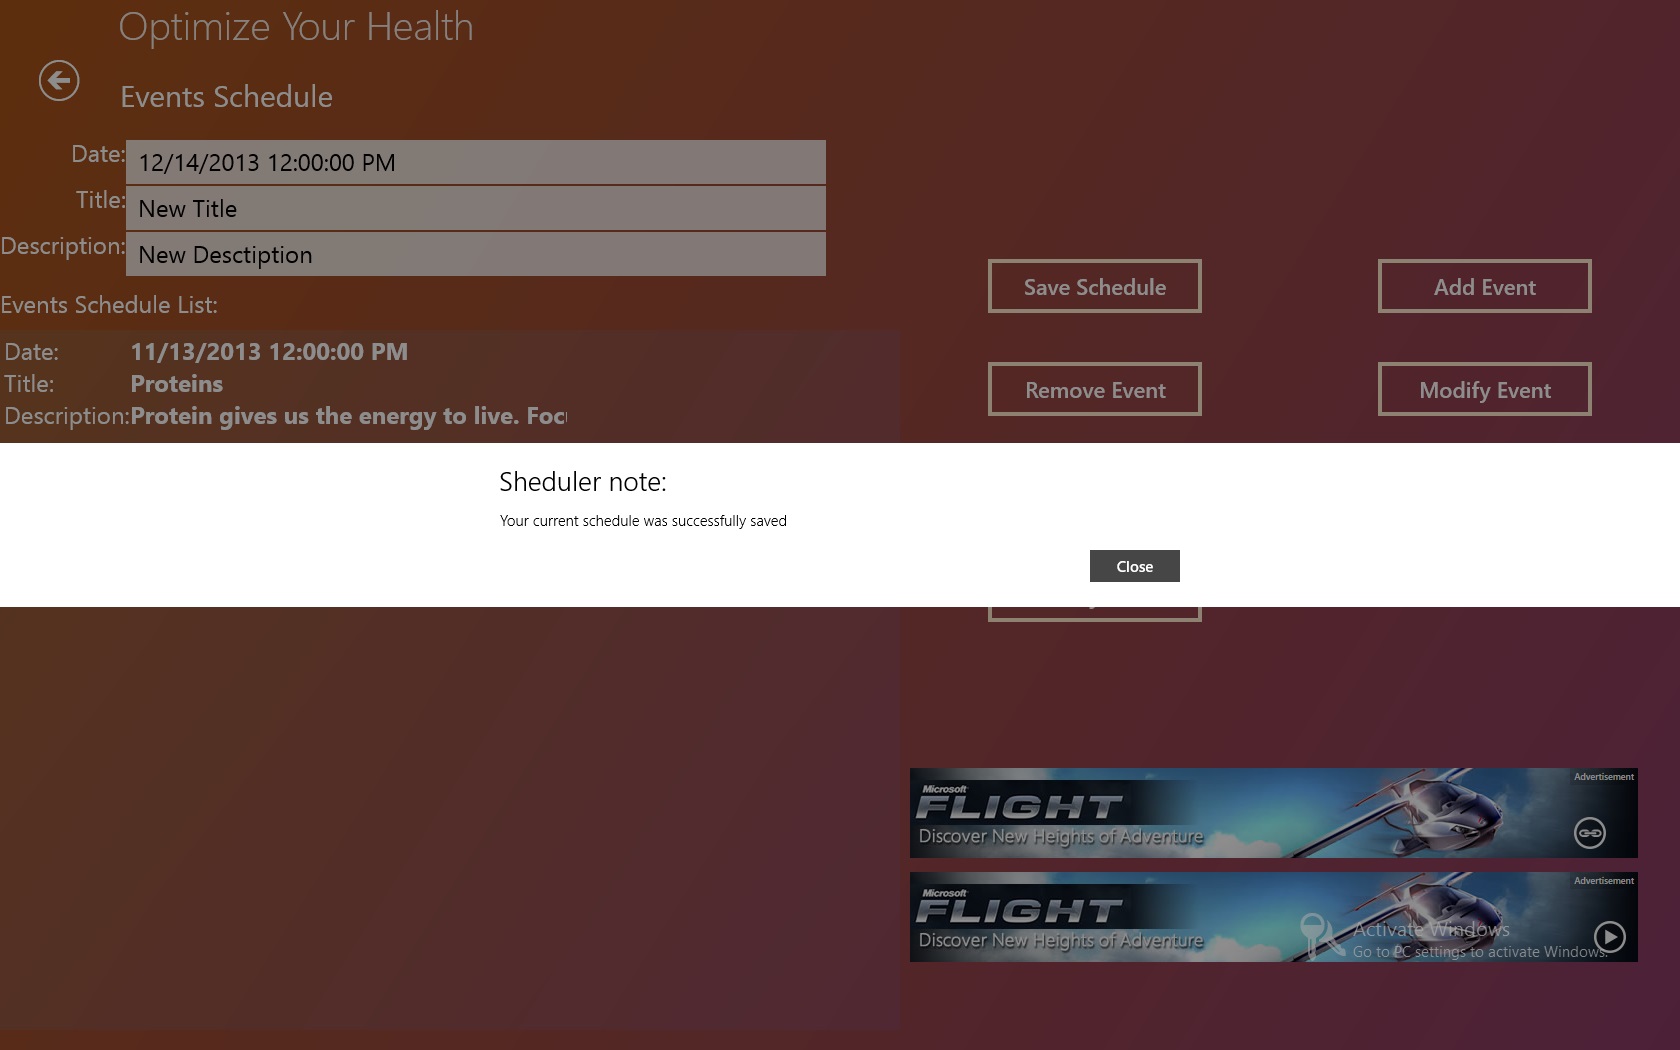 Optimize Your Health
Events Schedule
Date: 12/14/2013 12:00:00 PM
Title: New Title
Description: New Desctiption
Events Schedule List:
Date: 11/13/2013 12:00:00 PM
Title: Proteins
Description: Protein gives us the energy to live. Foc
Save Schedule
Add Event
Remove Event
Modify Event
Sheduler note:
Your current schedule was successfully saved
Close
Advertisement
Microsoft
FLIGHT
Discover New Heights of Adventure
Advertisement
Microsoft
FLIGHT
Discover New Heights of Adventure
Activate Windows
Go to PC settings to activate Windows.